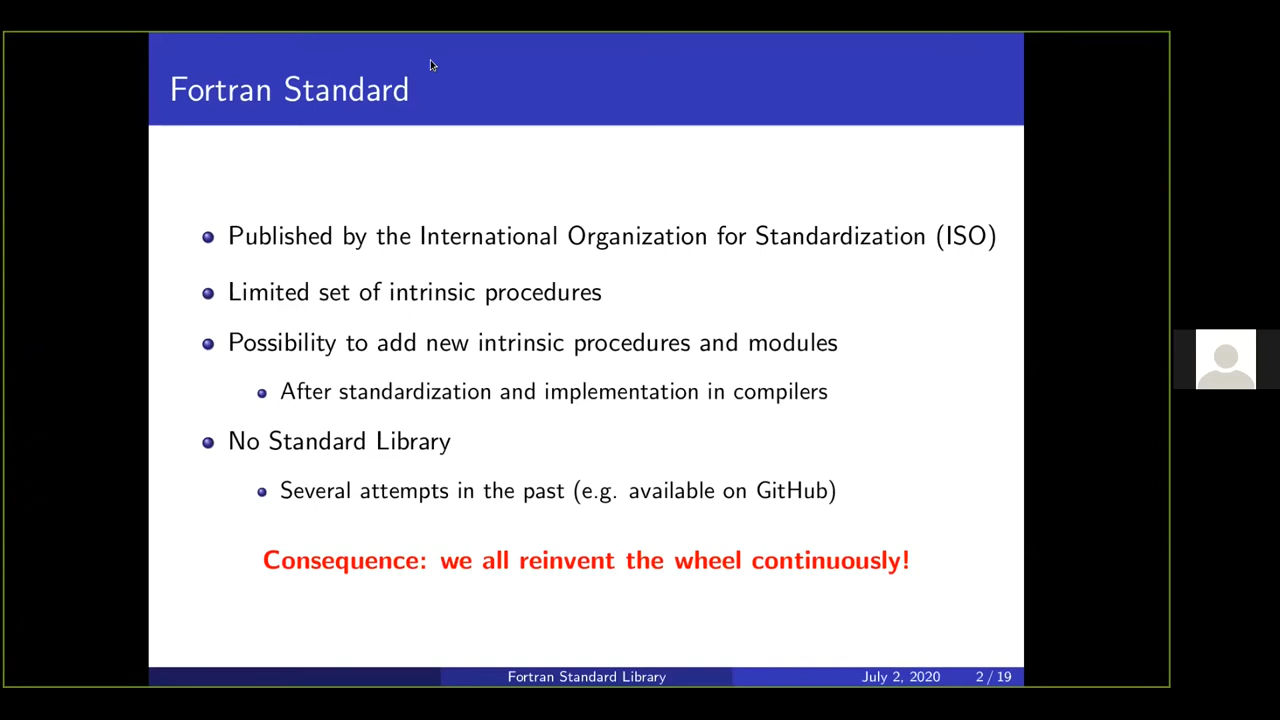 Fortran Standard
Published by the International Organization for Standardization (ISO)
Limited set of intrinsic procedures
Possibility to add new intrinsic procedures and modules
After standardization and implementation in compilers
No Standard Library
Several attempts in the past (e.g. available on GitHub)
Consequence: we all reinvent the wheel continuously!
Fortran Standard Library July 2, 2020 2 / 19